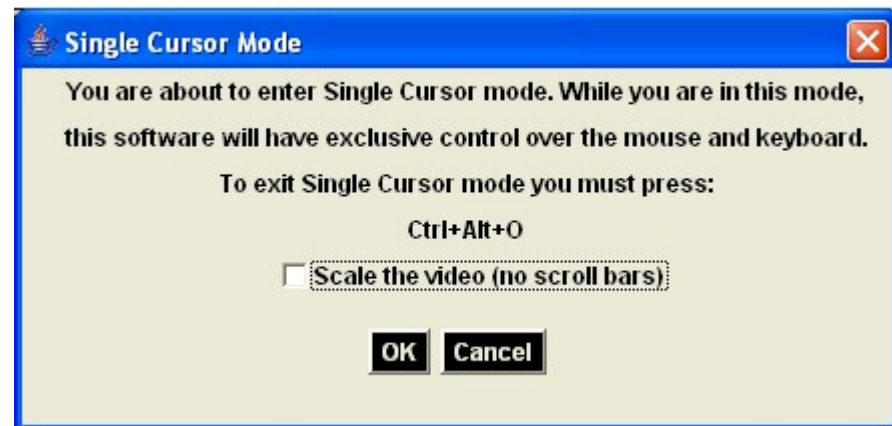 Single Cursor Mode
You are about to enter Single Cursor mode. While you are in this mode,
this software will have exclusive control over the mouse and keyboard.
To exit Single Cursor mode you must press:
Ctrl+Alt+O
Scale the video (no scroll bars)
OK Cancel